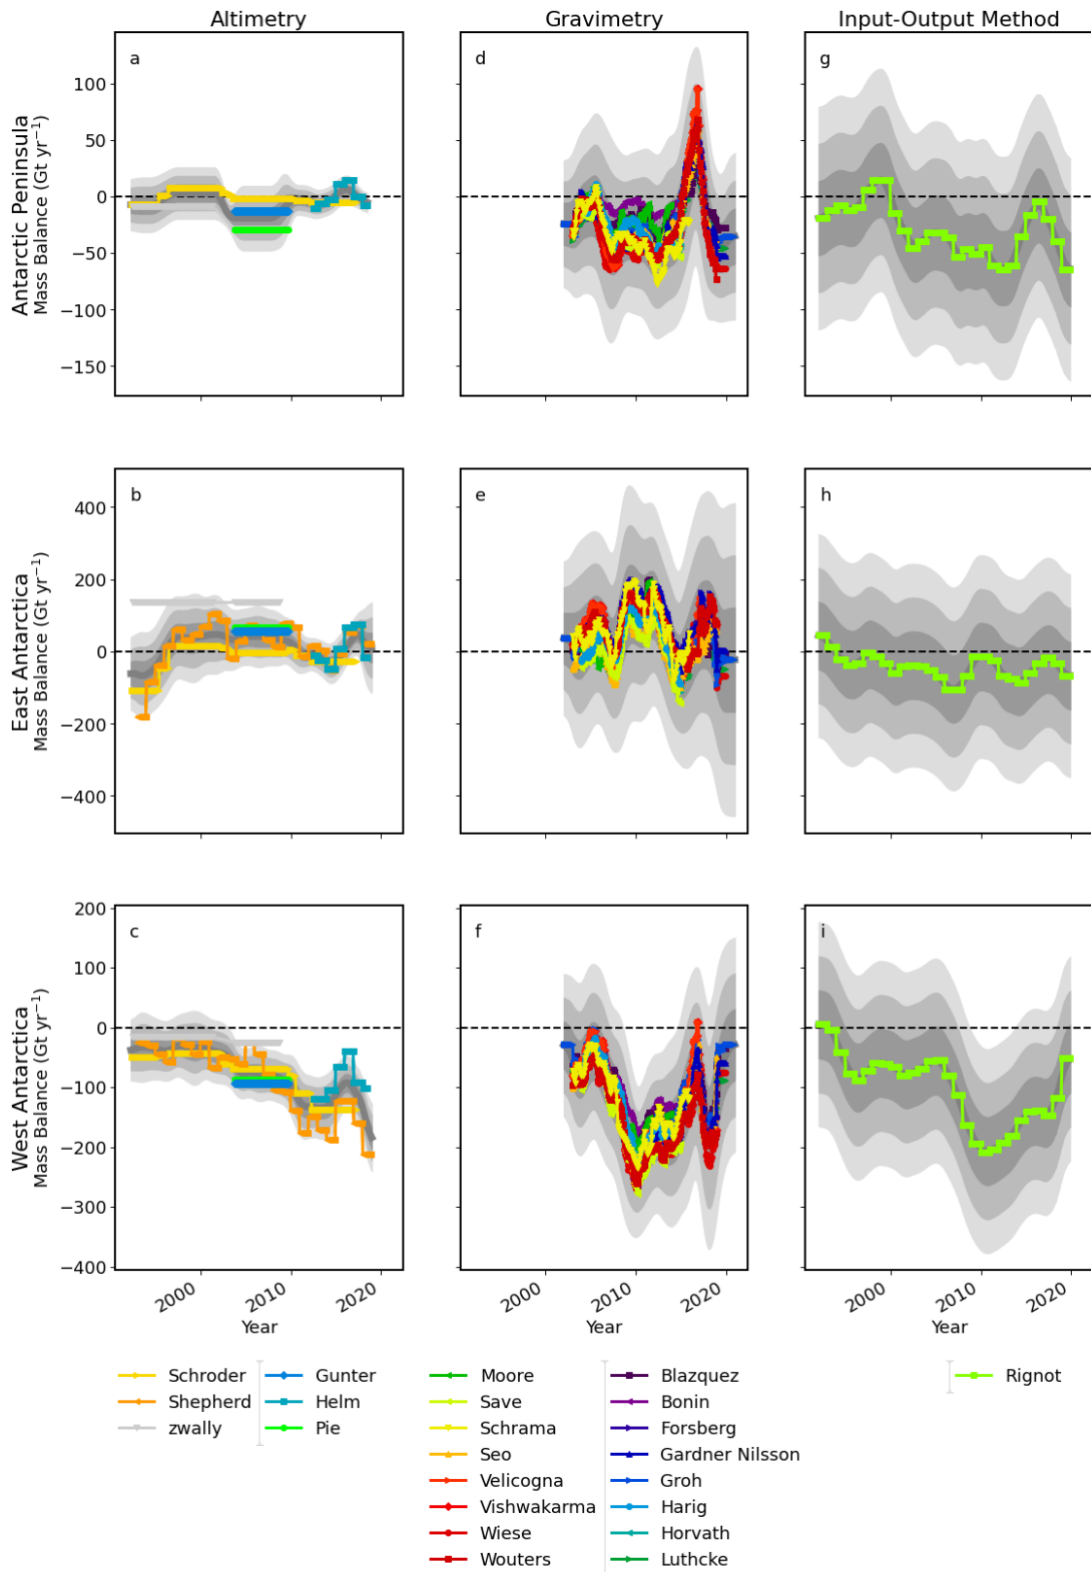 Altimetry Gravimetry Input-Output Method
a d g
Antarctic Peninsula
Mass Balance (Gt yr⁻¹)
100
50
0
−50
−100
−150
b e h
East Antarctica
Mass Balance (Gt yr⁻¹)
400
200
0
−200
−400
c f i
West Antarctica
Mass Balance (Gt yr⁻¹)
200
100
0
−100
−200
−300
−400
2000 2010 2020 2000 2010 2020 2000 2010 2020
Year Year Year
Schroder Gunter Moore Blazquez Rignot
Shepherd Helm Save Bonin
zwally Pie Schrama Forsberg
Seo Gardner Nilsson
Velicogna Groh
Vishwakarma Harig
Wiese Horvath
Wouters Luthcke